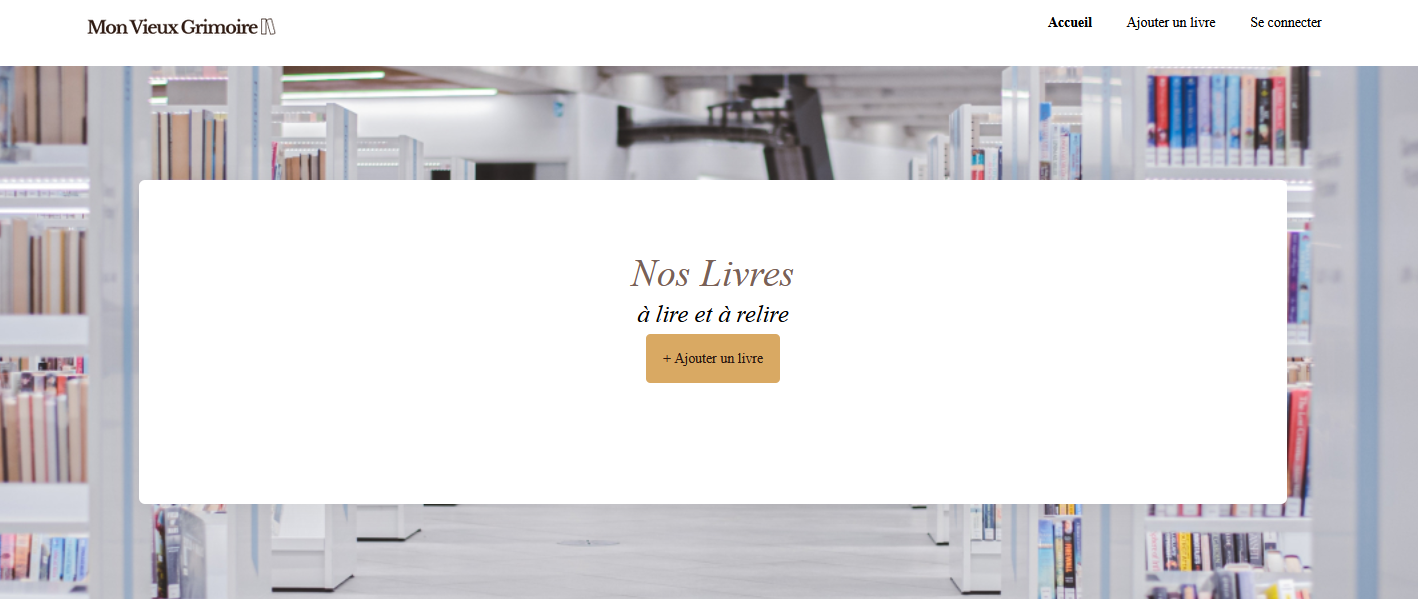 Mon Vieux Grimoire
Accueil
Ajouter un livre
Se connecter
Nos Livres
à lire et à relire
+ Ajouter un livre